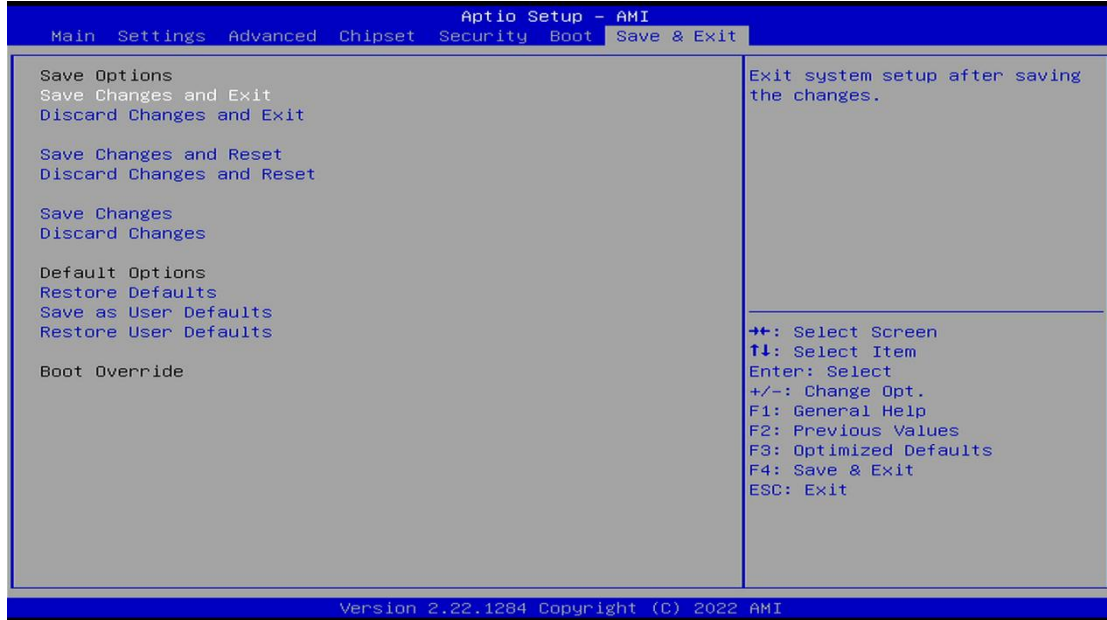 Aptio Setup – AMI
Main Settings Advanced Chipset Security Boot Save & Exit
Save Options
Save Changes and Exit
Discard Changes and Exit
Save Changes and Reset
Discard Changes and Reset
Save Changes
Discard Changes
Default Options
Restore Defaults
Save as User Defaults
Restore User Defaults
Boot Override
Exit system setup after saving
the changes.
→←: Select Screen
↑↓: Select Item
Enter: Select
+/-: Change Opt.
F1: General Help
F2: Previous Values
F3: Optimized Defaults
F4: Save & Exit
ESC: Exit
Version 2.22.1284 Copyright (C) 2022 AMI